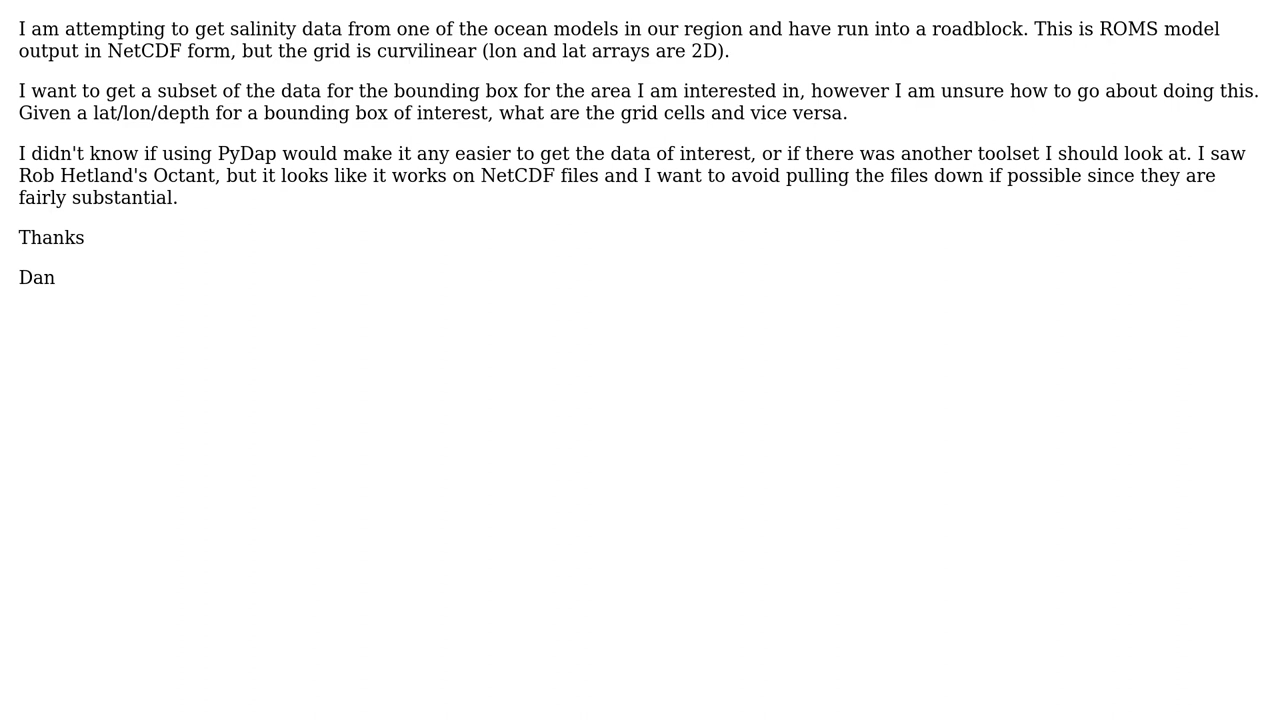 I am attempting to get salinity data from one of the ocean models in our region and have run into a roadblock. This is ROMS model
output in NetCDF form, but the grid is curvilinear (lon and lat arrays are 2D).
I want to get a subset of the data for the bounding box for the area I am interested in, however I am unsure how to go about doing this.
Given a lat/lon/depth for a bounding box of interest, what are the grid cells and vice versa.
I didn't know if using PyDap would make it any easier to get the data of interest, or if there was another toolset I should look at. I saw
Rob Hetland's Octant, but it looks like it works on NetCDF files and I want to avoid pulling the files down if possible since they are
fairly substantial.
Thanks
Dan